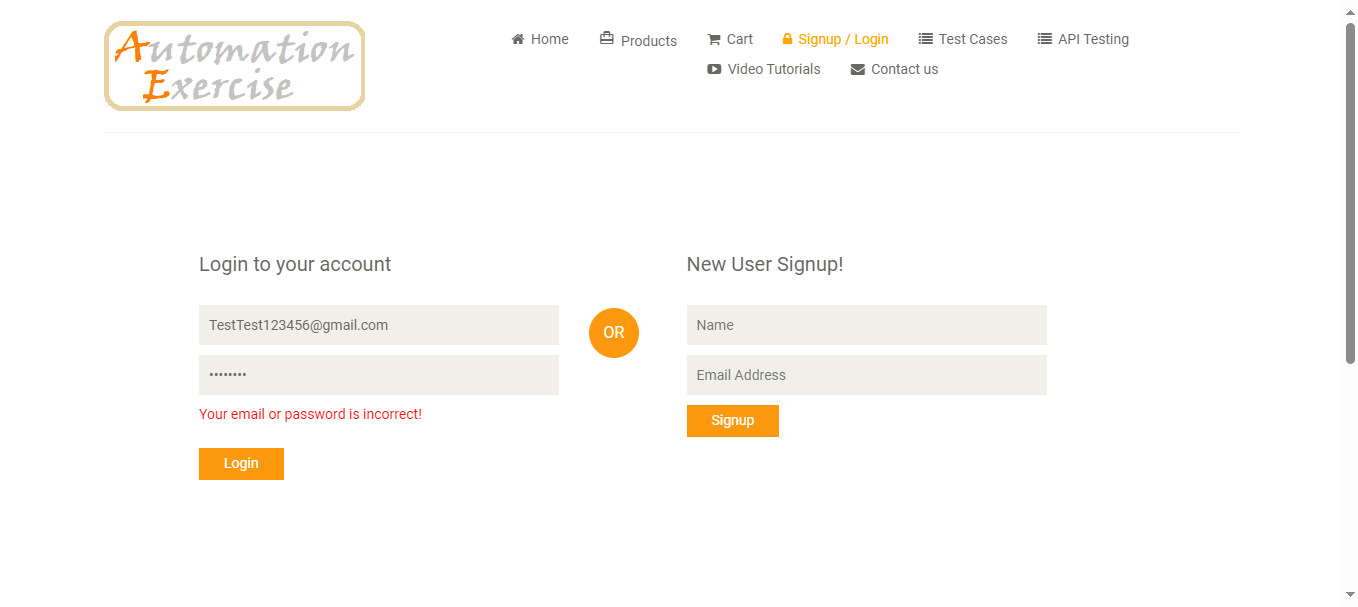 Automation
Exercise
Home Products Cart Signup / Login Test Cases API Testing
Video Tutorials Contact us
Login to your account
TestTest123456@gmail.com
••••••••
Your email or password is incorrect!
Login
OR
New User Signup!
Name
Email Address
Signup